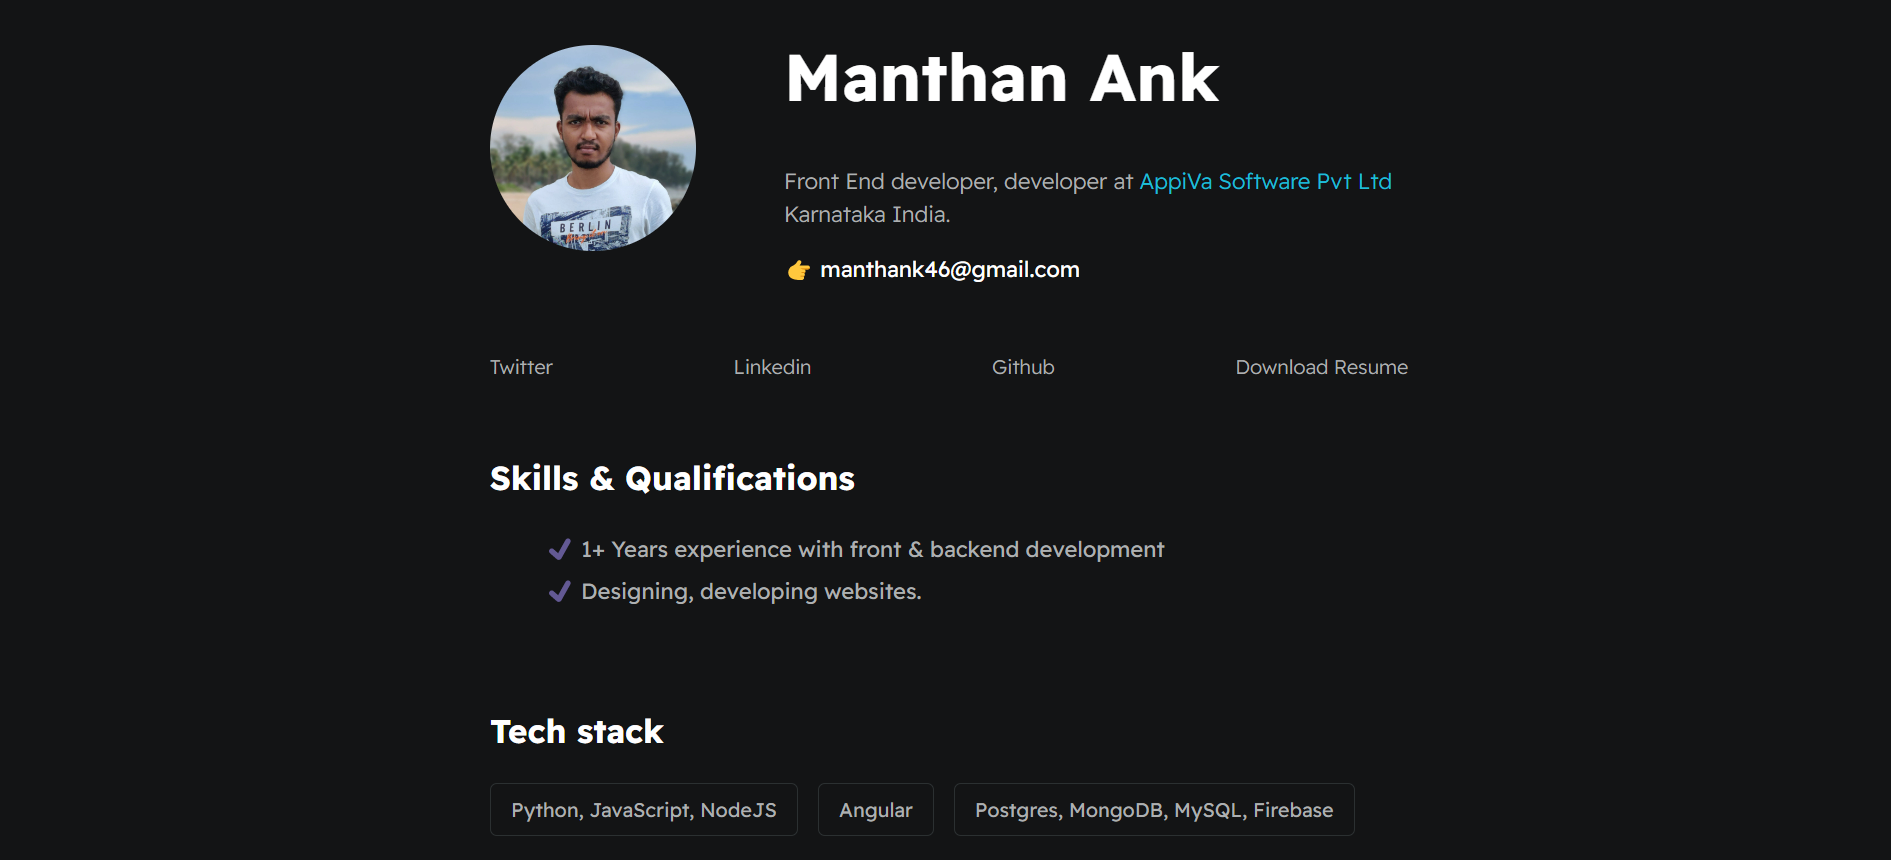 Manthan Ank
Front End developer, developer at AppiVa Software Pvt Ltd
Karnataka India.
👉 manthank46@gmail.com
BERLIN
Twitter Linkedin Github Download Resume
Skills & Qualifications
✔ 1+ Years experience with front & backend development
✔ Designing, developing websites.
Tech stack
Python, JavaScript, NodeJS Angular Postgres, MongoDB, MySQL, Firebase